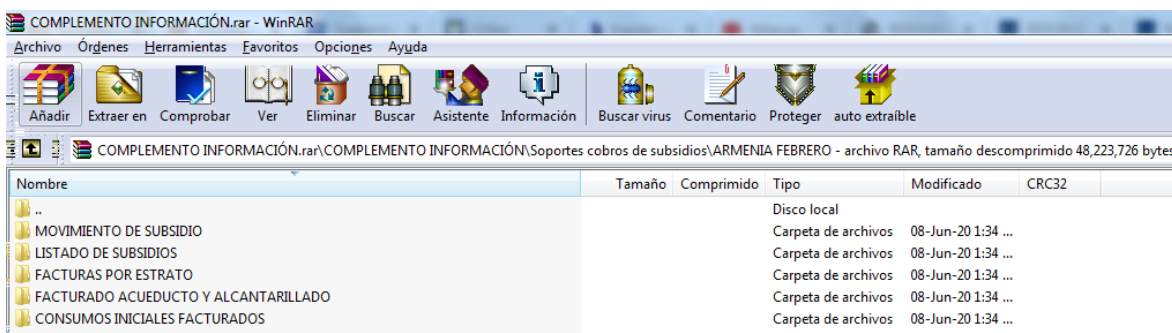 COMPLEMENTO INFORMACIÓN.rar - WinRAR
Archivo Órdenes Herramientas Favoritos Opciones Ayuda
Añadir Extraer en Comprobar Ver Eliminar Buscar Asistente Información Buscar virus Comentario Proteger auto extraíble
COMPLEMENTO INFORMACIÓN.rar\COMPLEMENTO INFORMACIÓN\Soportes cobros de subsidios\ARMENIA FEBRERO - archivo RAR, tamaño descomprimido 48,223,726 bytes
Nombre Tamaño Comprimido Tipo Modificado CRC32
.. Disco local
MOVIMIENTO DE SUBSIDIO Carpeta de archivos 08-Jun-20 1:34 ...
LISTADO DE SUBSIDIOS Carpeta de archivos 08-Jun-20 1:34 ...
FACTURAS POR ESTRATO Carpeta de archivos 08-Jun-20 1:34 ...
FACTURADO ACUEDUCTO Y ALCANTARILLADO Carpeta de archivos 08-Jun-20 1:34 ...
CONSUMOS INICIALES FACTURADOS Carpeta de archivos 08-Jun-20 1:34 ...